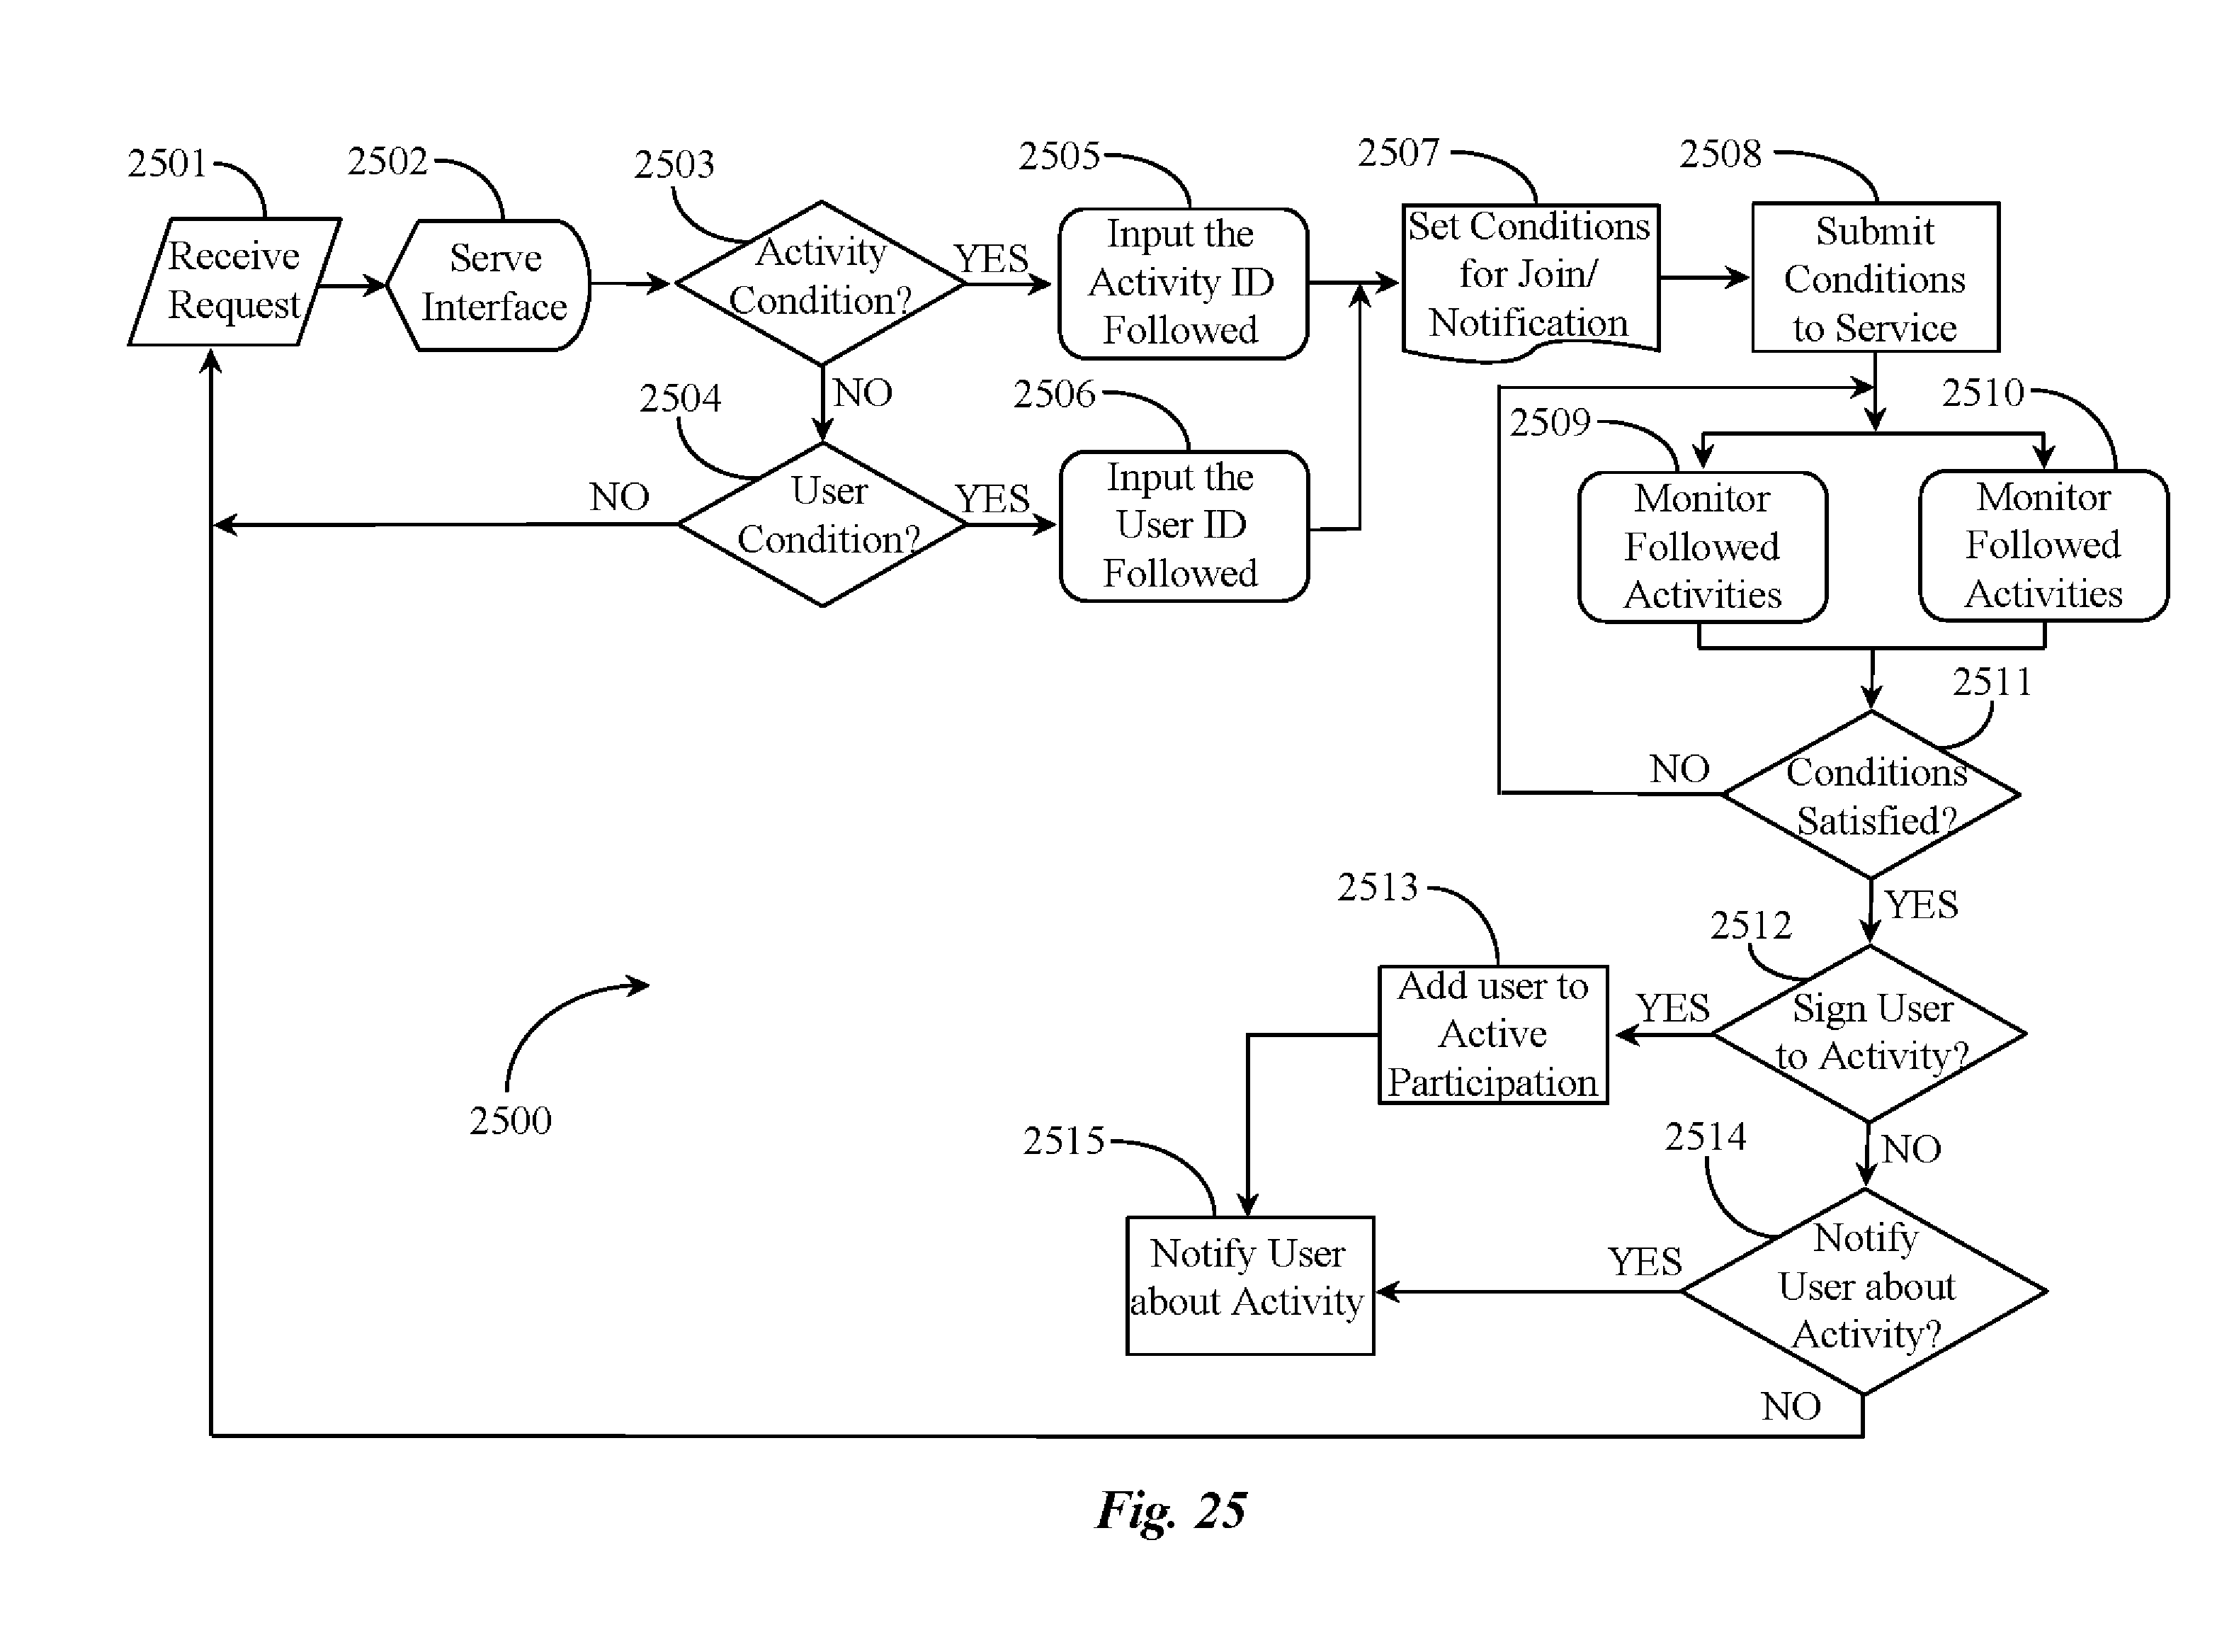 2501
2502
2503
2505
2507
2508
Receive
Request
Serve
Interface
Activity
Condition?
YES
Input the
Activity ID
Followed
Set Conditions
for Join/
Notification
Submit
Conditions
to Service
NO
2504
2506
2509
2510
NO
User
Condition?
YES
Input the
User ID
Followed
Monitor
Followed
Activities
Monitor
Followed
Activities
2511
NO
Conditions
Satisfied?
YES
2513
2512
Add user to
Active
Participation
YES
Sign User
to Activity?
2500
2515
2514
NO
Notify User
about Activity
YES
Notify
User about
Activity?
NO
Fig. 25